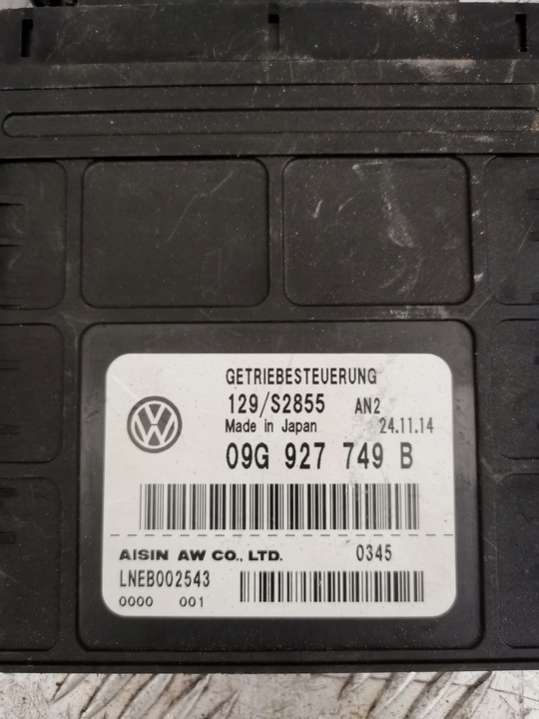 GETRIEBESTEUERUNG
129/S2855 AN2
Made in Japan 24.11.14
09G 927 749 B
AISIN AW CO., LTD. 0345
LNEB002543
0000 001